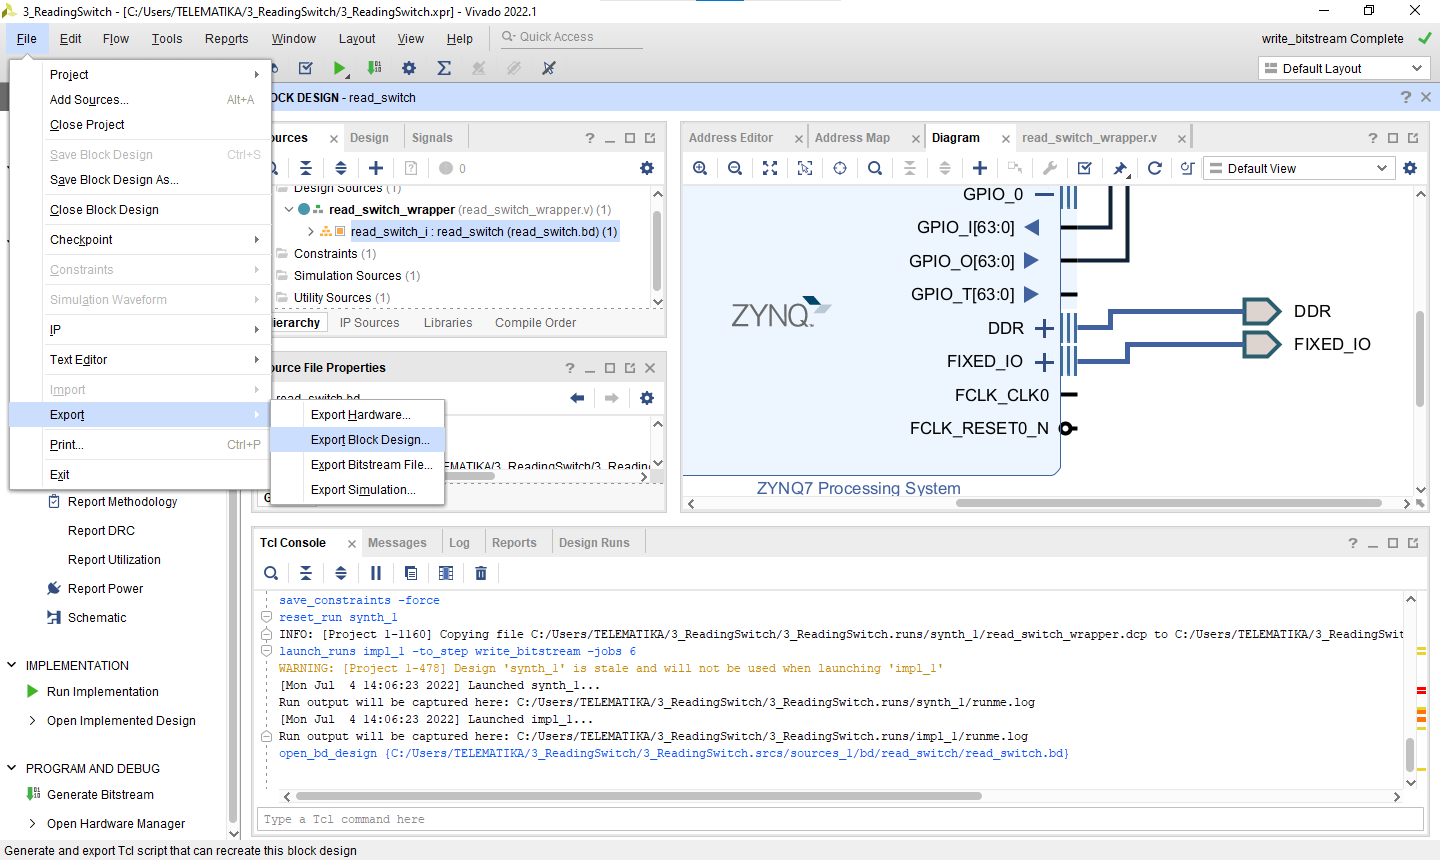 3_ReadingSwitch - [C:/Users/TELEMATIKA/3_ReadingSwitch/3_ReadingSwitch.xpr] - Vivado 2022.1
File Edit Flow Tools Reports Window Layout View Help Quick Access
write_bitstream Complete
Default Layout
Project
Add Sources... Alt+A
Close Project
Save Block Design Ctrl+S
Save Block Design As...
Close Block Design
Checkpoint
Constraints
Simulation Waveform
IP
Text Editor
Import
Export
Print... Ctrl+P
Exit
Export Hardware...
Export Block Design...
Export Bitstream File...
Export Simulation...
OCK DESIGN - read_switch
ources Design Signals
0
Design Sources (1)
read_switch_wrapper (read_switch_wrapper.v) (1)
read_switch_i : read_switch (read_switch.bd) (1)
Constraints (1)
Simulation Sources (1)
Utility Sources (1)
ierarchy IP Sources Libraries Compile Order
ource File Properties
read_switch.bd
EMATIKA/3_ReadingSwitch/3_Reading
G
Address Editor Address Map Diagram read_switch_wrapper.v
Default View
GPIO_0
GPIO_I[63:0]
GPIO_O[63:0]
GPIO_T[63:0]
DDR
FIXED_IO
FCLK_CLK0
FCLK_RESET0_N
ZYNQ
ZYNQ7 Processing System
DDR
FIXED_IO
Report Methodology
Report DRC
Report Utilization
Report Power
Schematic
IMPLEMENTATION
Run Implementation
Open Implemented Design
PROGRAM AND DEBUG
Generate Bitstream
Open Hardware Manager
Tcl Console Messages Log Reports Design Runs
save_constraints -force
reset_run synth_1
INFO: [Project 1-1160] Copying file C:/Users/TELEMATIKA/3_ReadingSwitch/3_ReadingSwitch.runs/synth_1/read_switch_wrapper.dcp to C:/Users/TELEMATIKA/3_ReadingSwit
launch_runs impl_1 -to_step write_bitstream -jobs 6
WARNING: [Project 1-478] Design 'synth_1' is stale and will not be used when launching 'impl_1'
[Mon Jul  4 14:06:23 2022] Launched synth_1...
Run output will be captured here: C:/Users/TELEMATIKA/3_ReadingSwitch/3_ReadingSwitch.runs/synth_1/runme.log
[Mon Jul  4 14:06:23 2022] Launched impl_1...
Run output will be captured here: C:/Users/TELEMATIKA/3_ReadingSwitch/3_ReadingSwitch.runs/impl_1/runme.log
open_bd_design {C:/Users/TELEMATIKA/3_ReadingSwitch/3_ReadingSwitch.srcs/sources_1/bd/read_switch/read_switch.bd}
Type a Tcl command here
Generate and export Tcl script that can recreate this block design